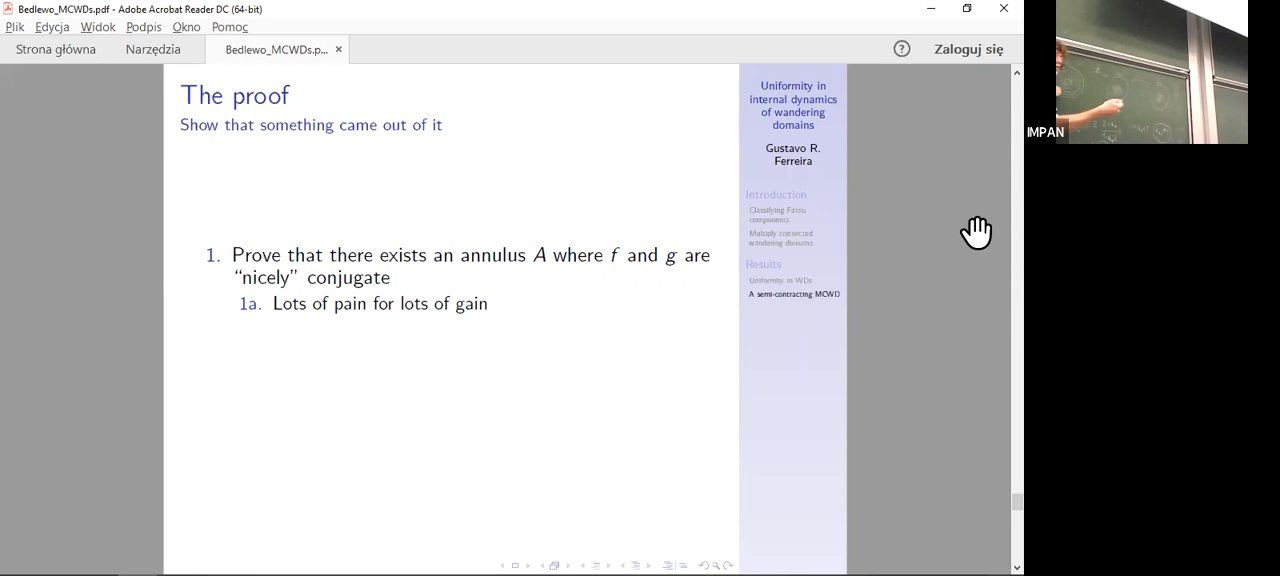 Bedlewo_MCWDs.pdf - Adobe Acrobat Reader DC (64-bit)
Plik Edycja Widok Podpis Okno Pomoc
Strona główna Narzędzia Bedlewo_MCWDs.p... Zaloguj się
The proof
Show that something came out of it
1. Prove that there exists an annulus A where f and g are
"nicely" conjugate
1a. Lots of pain for lots of gain
Uniformity in
internal dynamics
of wandering
domains
Gustavo R.
Ferreira
Introduction
Classifying Fatou
components
Multiply connected
wandering domains
Results
Uniformity in WDs
A semi-contracting MCWD
IMPAN